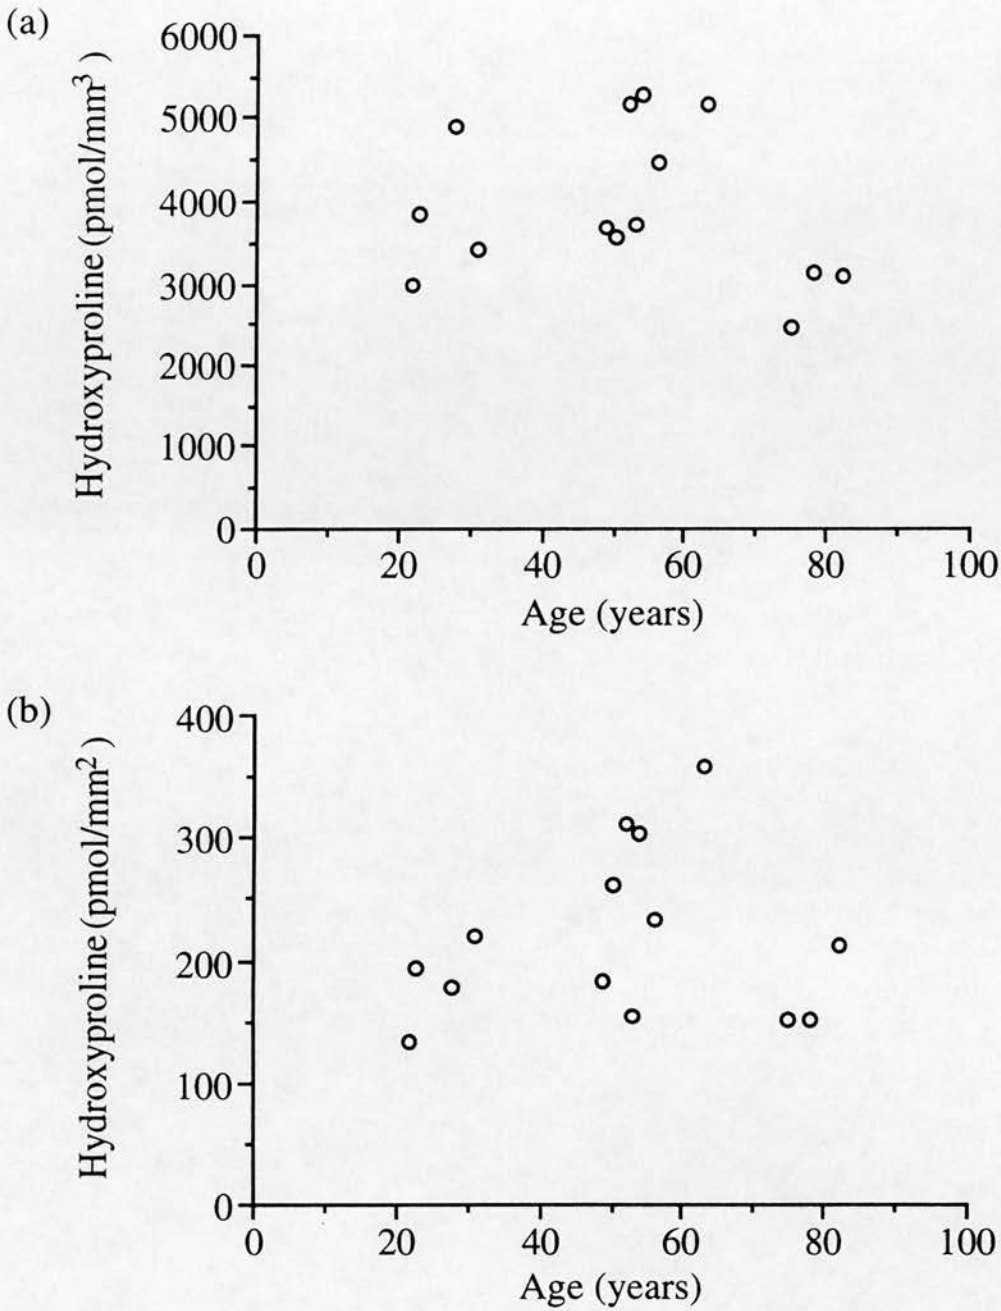 (a)
Hydroxyproline (pmol/mm³ )
6000
5000
4000
3000
2000
1000
0
0 20 40 60 80 100
Age (years)
(b)
Hydroxyproline (pmol/mm² )
400
300
200
100
0
0 20 40 60 80 100
Age (years)